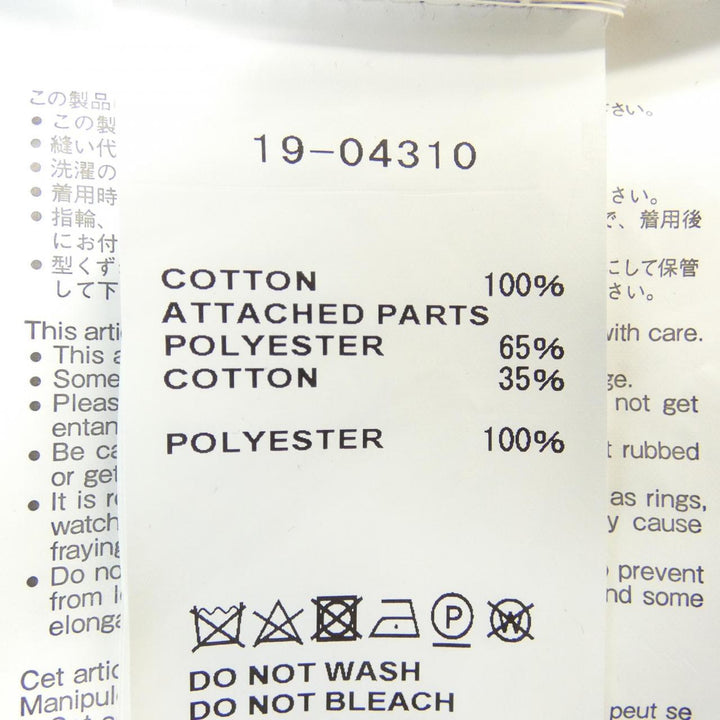 この製品
さい。
• この製
• 縫い代
• 洗濯の
• 着用時
さい。
• 指輪、
で、着用後
にお付
• 型くず
にして保管
して下
さい。
19-04310
COTTON 100%
ATTACHED PARTS
POLYESTER 65%
COTTON 35%
POLYESTER 100%
P
W
DO NOT WASH
DO NOT BLEACH
This arti
with care.
• This a
• Some
ge.
• Pleas
not get
entan
• Be ca
t rubbed
or get
• It is r
as rings,
watch
y cause
fraying
• Do no
prevent
from l
nd some
elonga
Cet artic
Manipul
peut se